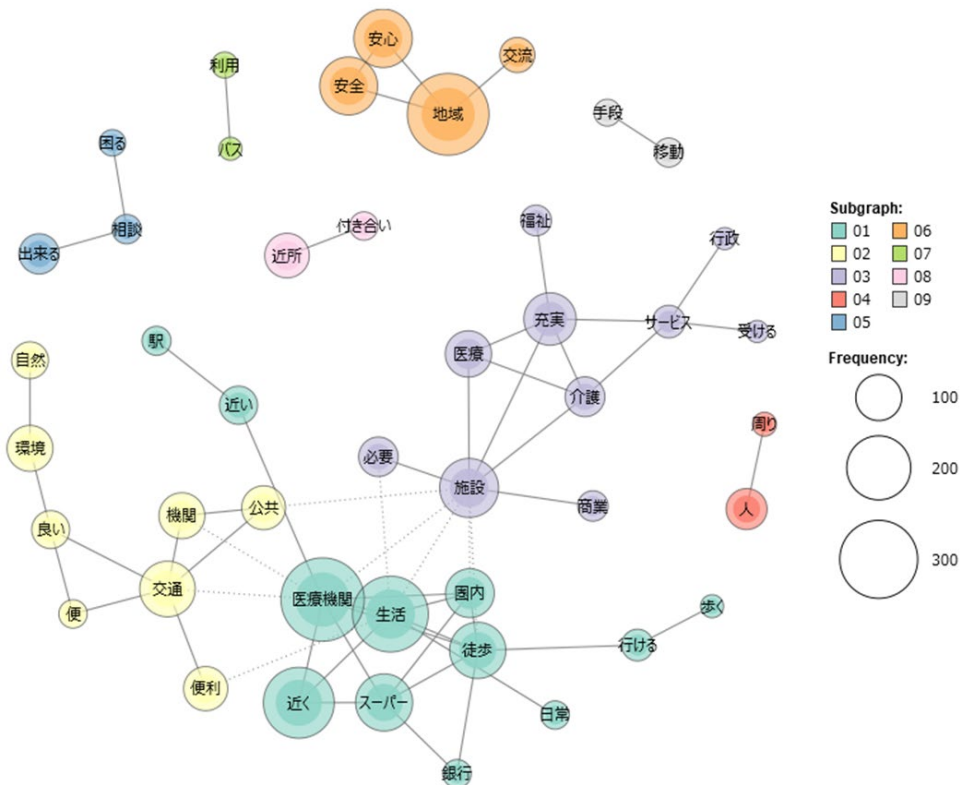 安心
交流
利用
安全
地域
手段
困る
バス
移動
福祉
付き合い
相談
行政
出来る
近所
充実
サービス
受ける
駅
医療
自然
介護
近い
周り
環境
必要
施設
商業
公共
人
機関
良い
交通
圏内
医療機関
歩く
便
生活
行ける
徒歩
便利
近く
スーパー
日常
銀行
Subgraph:
01 06
02 07
03 08
04 09
05
Frequency:
100
200
300